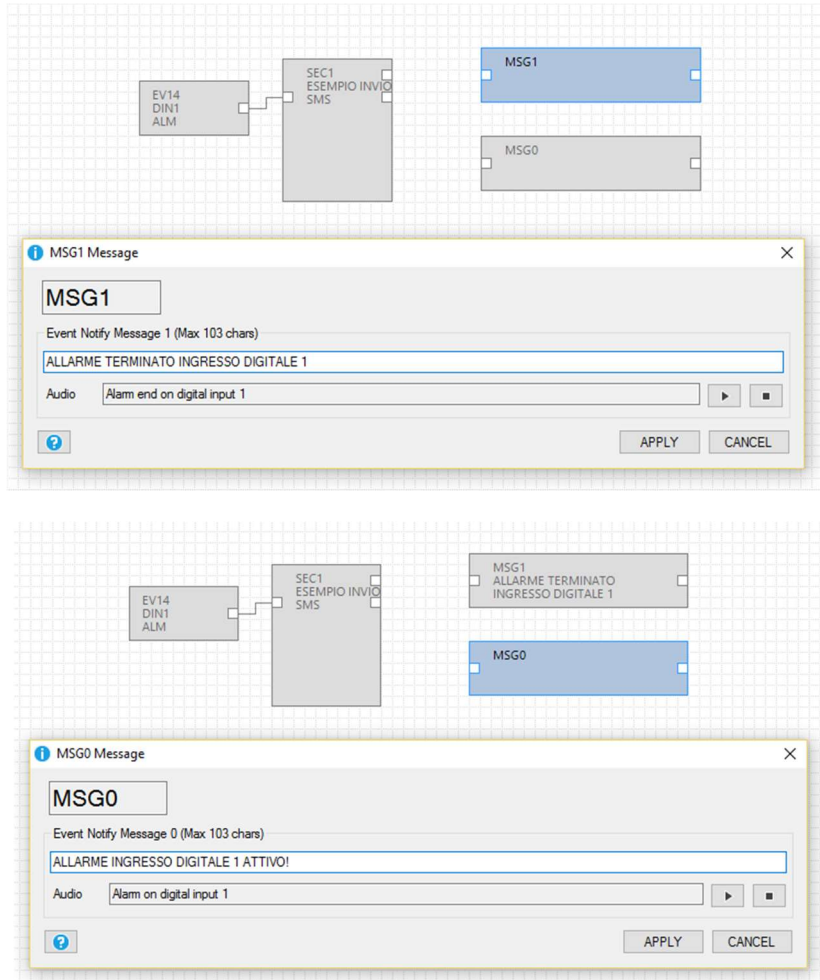 SEC1
ESEMPIO INVIO
SMS
EV14
DIN1
ALM
MSG1
MSG0
MSG1 Message
MSG1
Event Notify Message 1 (Max 103 chars)
ALLARME TERMINATO INGRESSO DIGITALE 1
Audio Alarm end on digital input 1
APPLY CANCEL
EV14
DIN1
ALM
SEC1
ESEMPIO INVIO
SMS
MSG1
ALLARME TERMINATO
INGRESSO DIGITALE 1
MSG0
MSG0 Message
MSG0
Event Notify Message 0 (Max 103 chars)
ALLARME INGRESSO DIGITALE 1 ATTIVO!
Audio Alarm on digital input 1
APPLY CANCEL